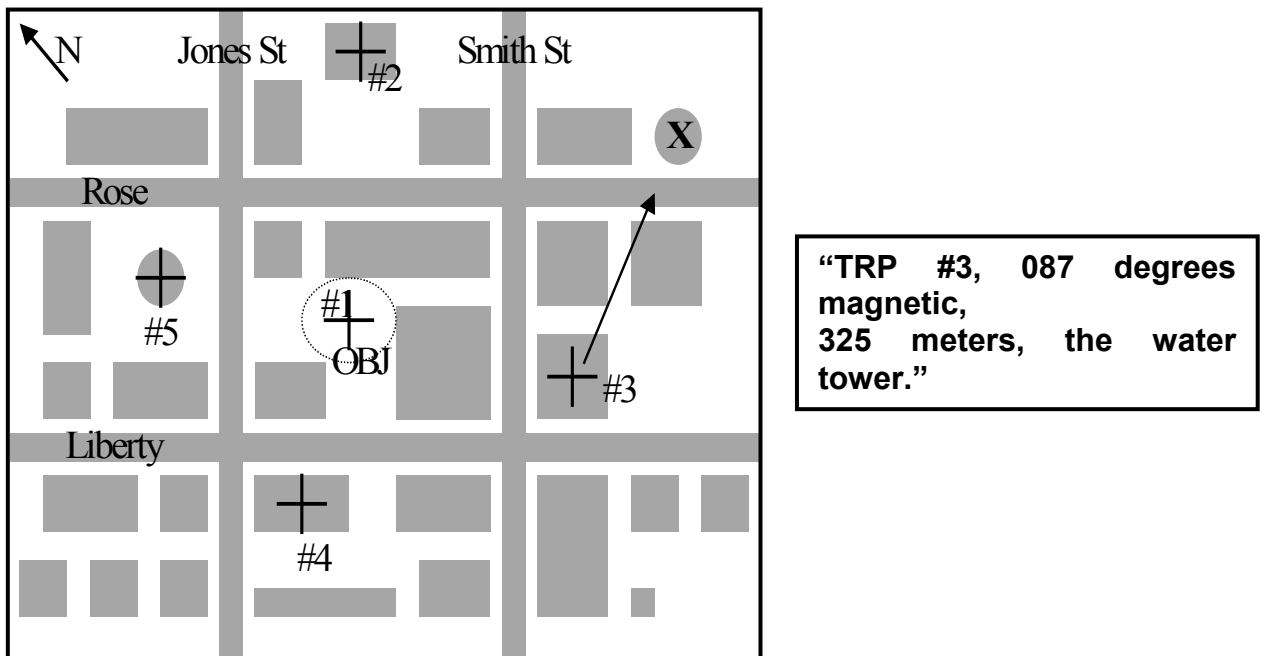 N
Jones St
#2
Smith St
X
Rose
#1
OBJ
#5
#3
Liberty
#4
“TRP #3, 087 degrees
magnetic,
325 meters, the water
tower.”